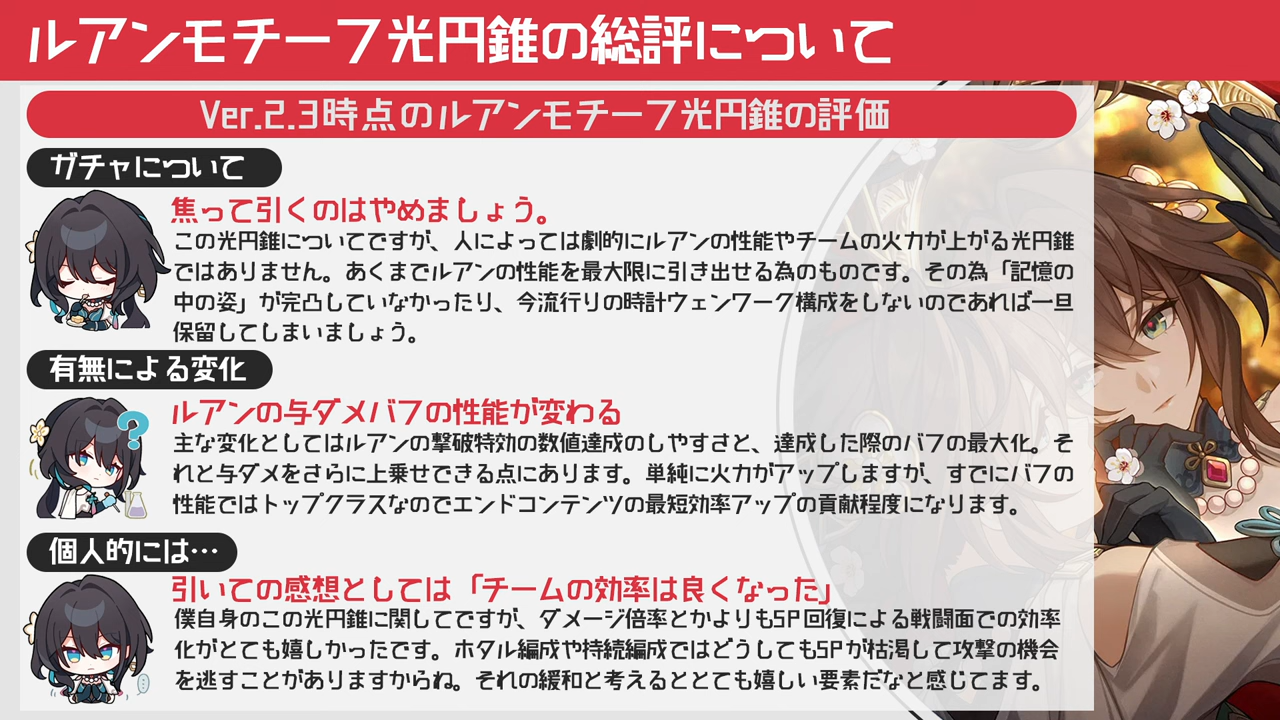 ルアンモチーフ光円錐の総評について
Ver.2.3時点のルアンモチーフ光円錐の評価
ガチャについて
焦って引くのはやめましょう。
この光円錐についてですが、人によっては劇的にルアンの性能やチームの火力が上がる光円錐
ではありません。あくまでルアンの性能を最大限に引き出せる為のものです。その為「記憶の
中の姿」が完凸していなかったり、今流行りの時計ウェンワーク構成をしないのであれば一旦
保留してしまいましょう。
有無による変化
ルアンの与ダメバフの性能が変わる
主な変化としてはルアンの撃破特効の数値達成のしやすさと、達成した際のバフの最大化。そ
れと与ダメをさらに上乗せできる点にあります。単純に火力がアップしますが、すでにバフの
性能ではトップクラスなのでエンドコンテンツの最短効率アップの貢献程度になります。
個人的には…
引いての感想としては「チームの効率は良くなった」
僕自身のこの光円錐に関してですが、ダメージ倍率とかよりもSP回復による戦闘面での効率
化がとても嬉しかったです。ホタル編成や持続編成ではどうしてもSPが枯渇して攻撃の機会
を逃すことがありますからね。それの緩和と考えるととても嬉しい要素だなと感じてます。